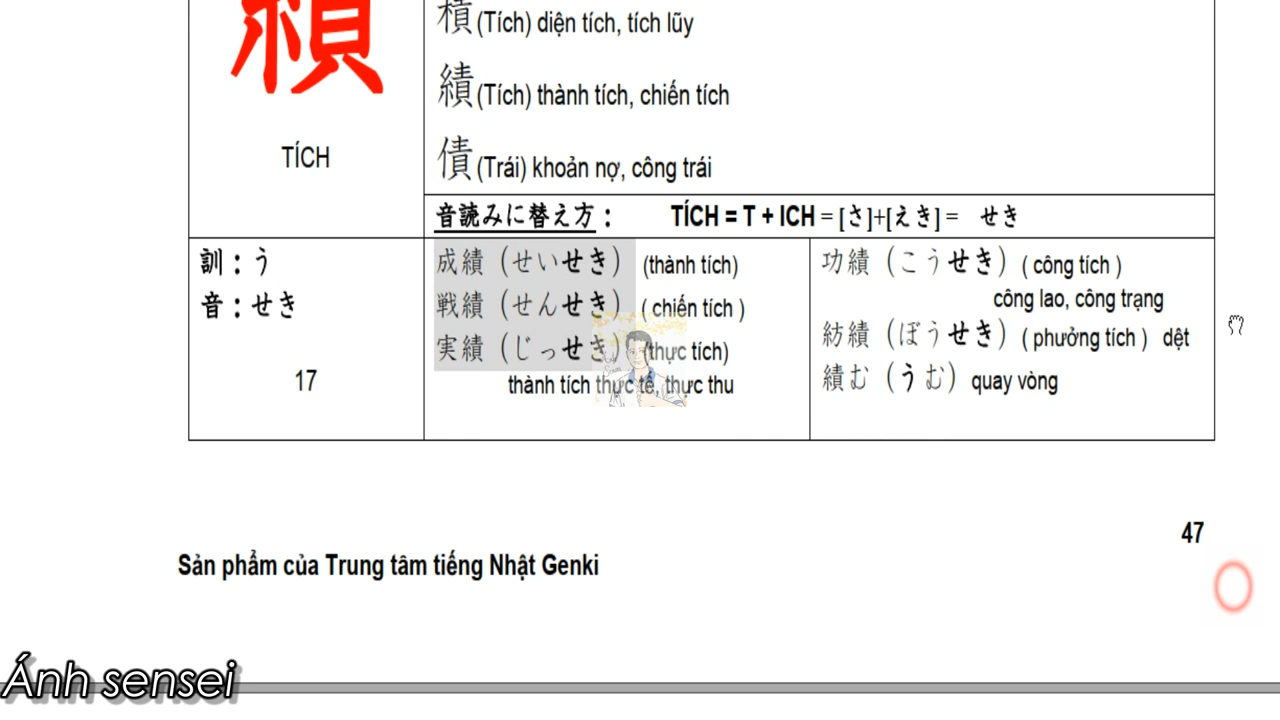 績
TÍCH
積(Tích) diện tích, tích lũy
績(Tích) thành tích, chiến tích
債(Trái) khoản nợ, công trái
音読みに替え方： TÍCH = T + ICH = [さ]+[えき] = せき
訓：う
音：せき
17
成績（せいせき） (thành tích)
戦績（せんせき） ( chiến tích )
実績（じっせき） (thực tích)
thành tích thực tế, thực thu
功績（こうせき）( công tích )
công lao, công trạng
紡績（ぼうせき）( phưởng tích ) dệt
績む（うむ）quay vòng
47
Sản phẩm của Trung tâm tiếng Nhật Genki
Ánh sensei